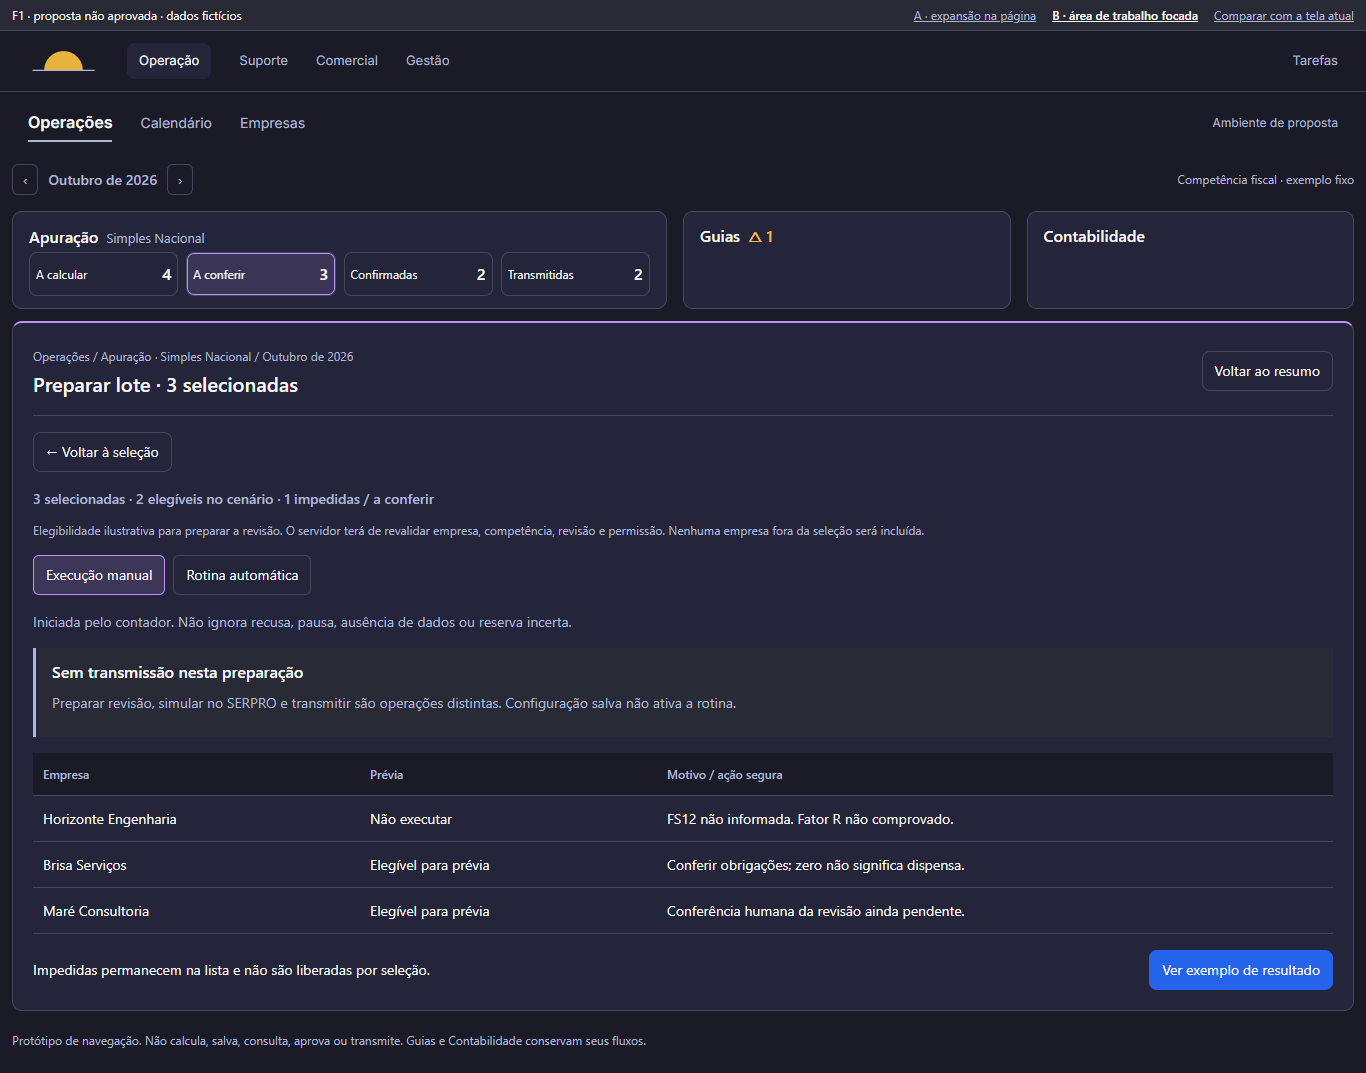 F1 · proposta não aprovada · dados fictícios
A · expansão na página
B · área de trabalho focada
Comparar com a tela atual
Operação
Suporte
Comercial
Gestão
Tarefas
Operações
Calendário
Empresas
Ambiente de proposta
‹
Outubro de 2026
›
Competência fiscal · exemplo fixo
Apuração Simples Nacional
A calcular 4
A conferir 3
Confirmadas 2
Transmitidas 2
Guias △ 1
Contabilidade
Operações / Apuração · Simples Nacional / Outubro de 2026
Preparar lote · 3 selecionadas
Voltar ao resumo
← Voltar à seleção
3 selecionadas · 2 elegíveis no cenário · 1 impedidas / a conferir
Elegibilidade ilustrativa para preparar a revisão. O servidor terá de revalidar empresa, competência, revisão e permissão. Nenhuma empresa fora da seleção será incluída.
Execução manual
Rotina automática
Iniciada pelo contador. Não ignora recusa, pausa, ausência de dados ou reserva incerta.
Sem transmissão nesta preparação
Preparar revisão, simular no SERPRO e transmitir são operações distintas. Configuração salva não ativa a rotina.
Empresa Prévia Motivo / ação segura
Horizonte Engenharia Não executar FS12 não informada. Fator R não comprovado.
Brisa Serviços Elegível para prévia Conferir obrigações; zero não significa dispensa.
Maré Consultoria Elegível para prévia Conferência humana da revisão ainda pendente.
Impedidas permanecem na lista e não são liberadas por seleção.
Ver exemplo de resultado
Protótipo de navegação. Não calcula, salva, consulta, aprova ou transmite. Guias e Contabilidade conservam seus fluxos.